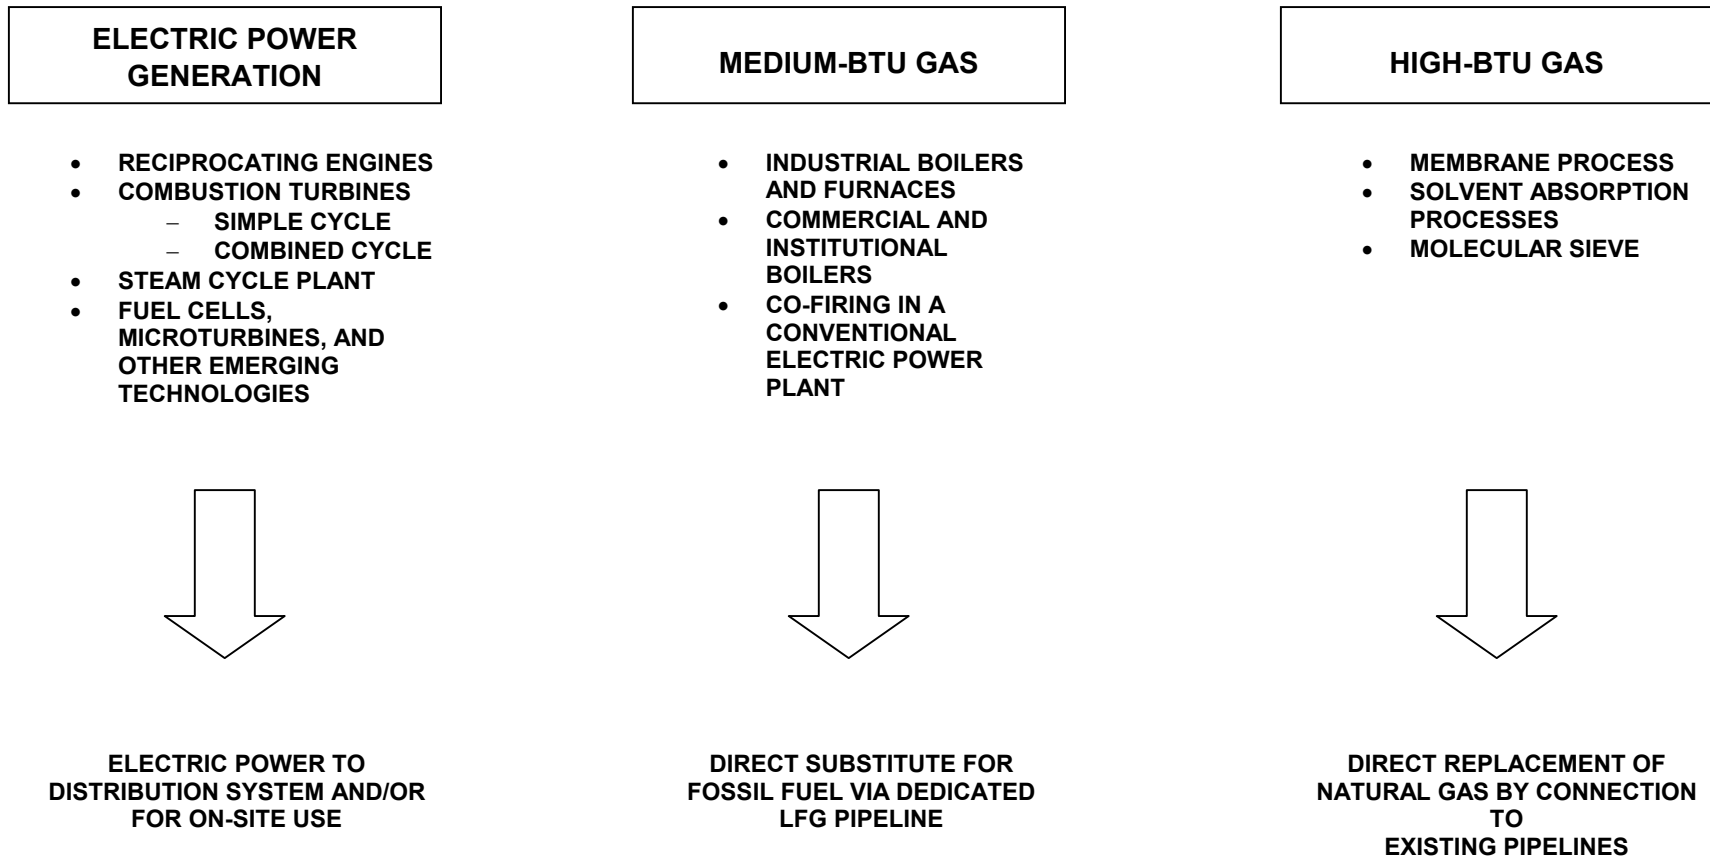 ELECTRIC POWER
GENERATION
• RECIPROCATING ENGINES
• COMBUSTION TURBINES
– SIMPLE CYCLE
– COMBINED CYCLE
• STEAM CYCLE PLANT
• FUEL CELLS,
MICROTURBINES, AND
OTHER EMERGING
TECHNOLOGIES
ELECTRIC POWER TO
DISTRIBUTION SYSTEM AND/OR
FOR ON-SITE USE
MEDIUM-BTU GAS
• INDUSTRIAL BOILERS
AND FURNACES
• COMMERCIAL AND
INSTITUTIONAL
BOILERS
• CO-FIRING IN A
CONVENTIONAL
ELECTRIC POWER
PLANT
DIRECT SUBSTITUTE FOR
FOSSIL FUEL VIA DEDICATED
LFG PIPELINE
HIGH-BTU GAS
• MEMBRANE PROCESS
• SOLVENT ABSORPTION
PROCESSES
• MOLECULAR SIEVE
DIRECT REPLACEMENT OF
NATURAL GAS BY CONNECTION
TO
EXISTING PIPELINES